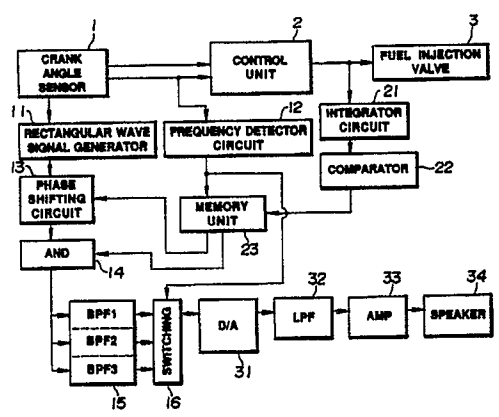 1
2
3
CRANK
ANGLE
SENSOR
CONTROL
UNIT
FUEL INJECTION
VALVE
11
12
21
RECTANGULAR WAVE
SIGNAL GENERATOR
FREQUENCY DETECTOR
CIRCUIT
INTEGRATOR
CIRCUIT
13
PHASE
SHIFTING
CIRCUIT
COMPARATOR
22
MEMORY
UNIT
23
AND
14
32
33
34
BPF1
BPF2
BPF3
SWITCHING
D/A
LPF
AMP
SPEAKER
15
16
31